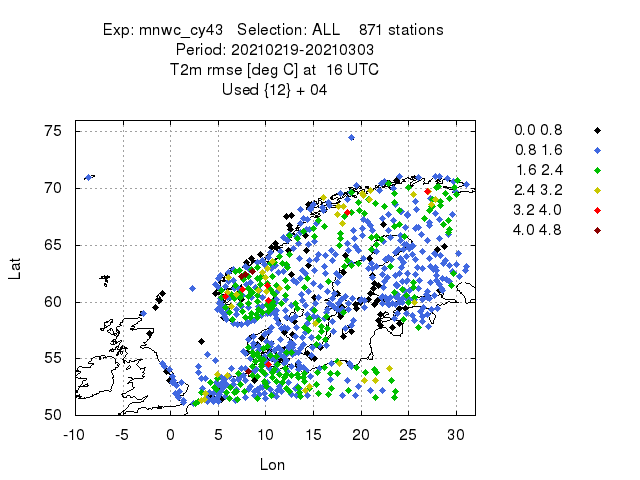 Exp: mnwc_cy43 Selection: ALL 871 stations
Period: 20210219-20210303
T2m rmse [deg C] at 16 UTC
Used {12} + 04
75
70
65
60
55
50
Lat
-10 -5 0 5 10 15 20 25 30
Lon
0.0 0.8
0.8 1.6
1.6 2.4
2.4 3.2
3.2 4.0
4.0 4.8